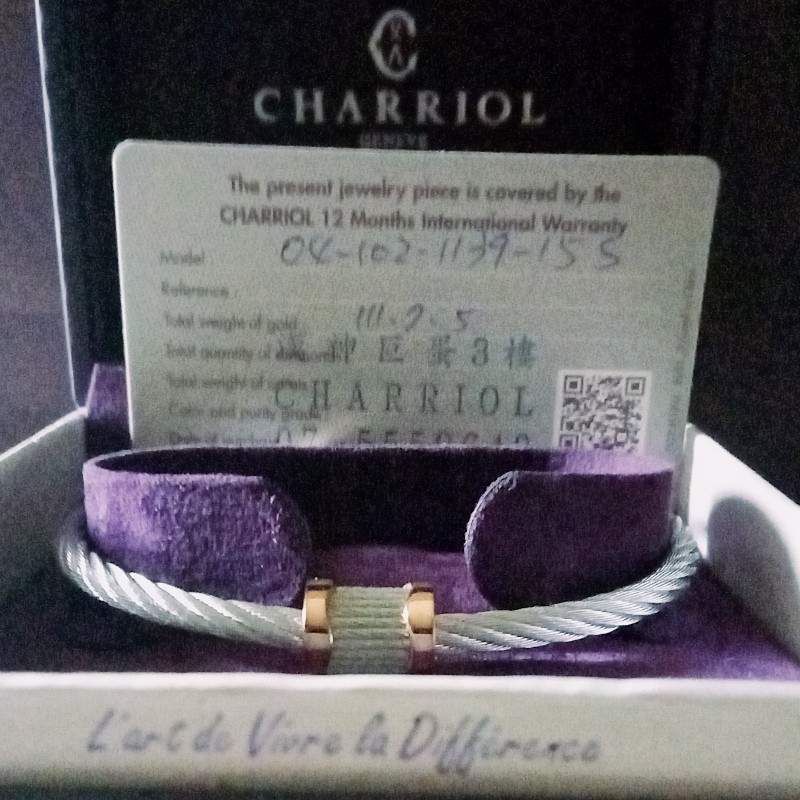 CHARRIOL
GENEVE
The present jewelry piece is covered by the
CHARRIOL 12 Months International Warranty
Model : 04-102-1139-15 S
Reference :
Total weight of gold 111.2.5
Total quantity of 3樓
Total weight of
CHARRIOL
Color and purity grade
L'art de Vivre la Différence